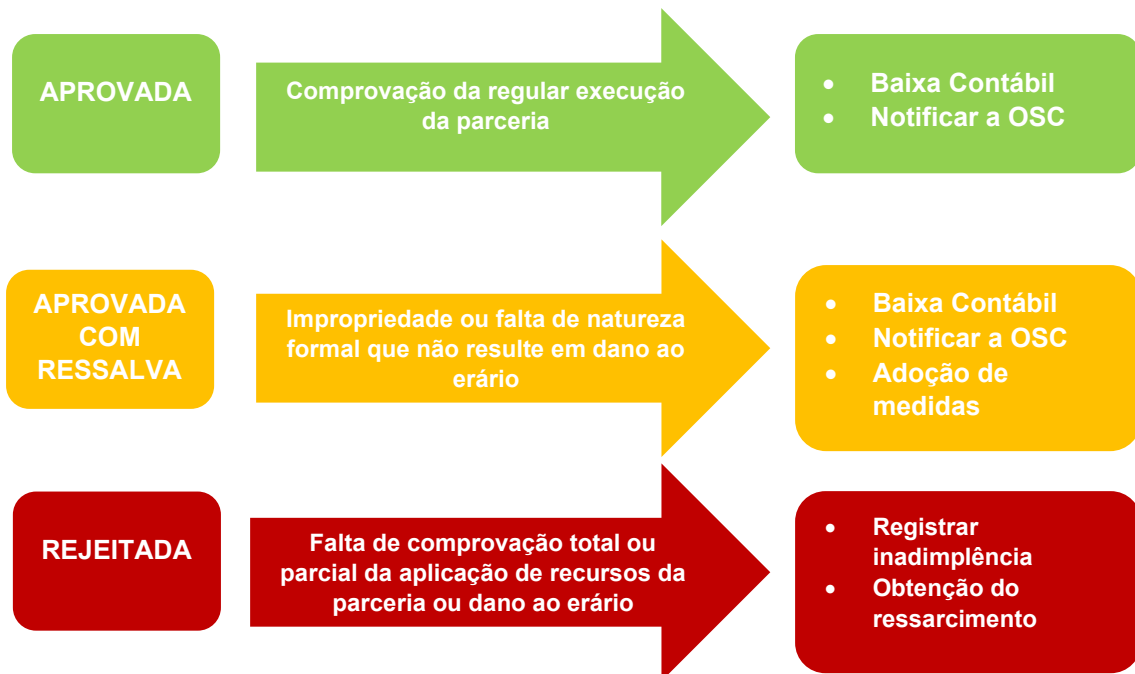 APROVADA
Comprovação da regular execução
da parceria
• Baixa Contábil
• Notificar a OSC
APROVADA
COM
RESSALVA
Impropriedade ou falta de natureza
formal que não resulte em dano ao
erário
• Baixa Contábil
• Notificar a OSC
• Adoção de
medidas
REJEITADA
Falta de comprovação total ou
parcial da aplicação de recursos da
parceria ou dano ao erário
• Registrar
inadimplência
• Obtenção do
ressarcimento